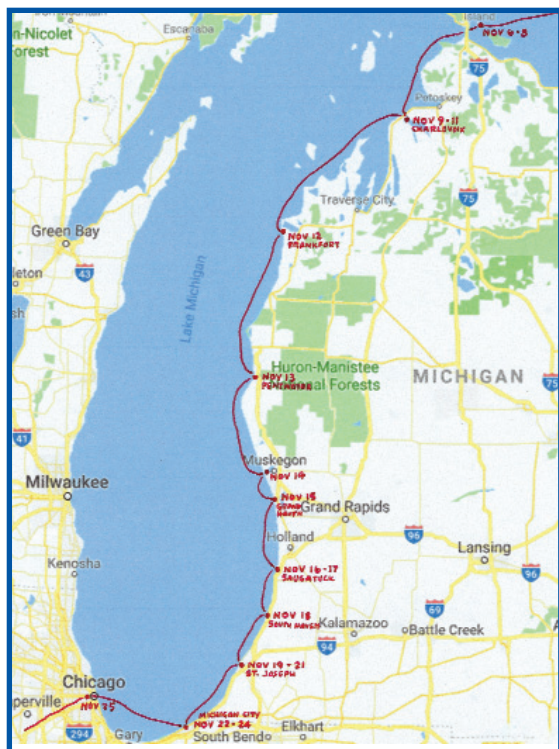 Escanaba
n-Nicolet
Forest
Island
NOV 6-8
75
Petoskey
NOV 9-11
CHARLEVOIX
Traverse City
75
Green Bay
NOV 12
FRANKFORT
43
leton
Lake Michigan
sh
Huron-Manistee
National Forests
NOV 13
PENTWATER
MICHIGAN
75
41
Muskegon
NOV 14
Milwaukee
NOV 15
GRAND
HAVEN
Grand Rapids
96
Holland
Lansing
Kenosha
NOV 16-17
SAUGATUCK
96
69
NOV 18
SOUTH HAVEN
Kalamazoo
Battle Creek
94
NOV 19-21
ST. JOSEPH
Chicago
NOV 25
perville
MICHIGAN CITY
NOV 22-24
294
Gary
South Bend
Elkhart